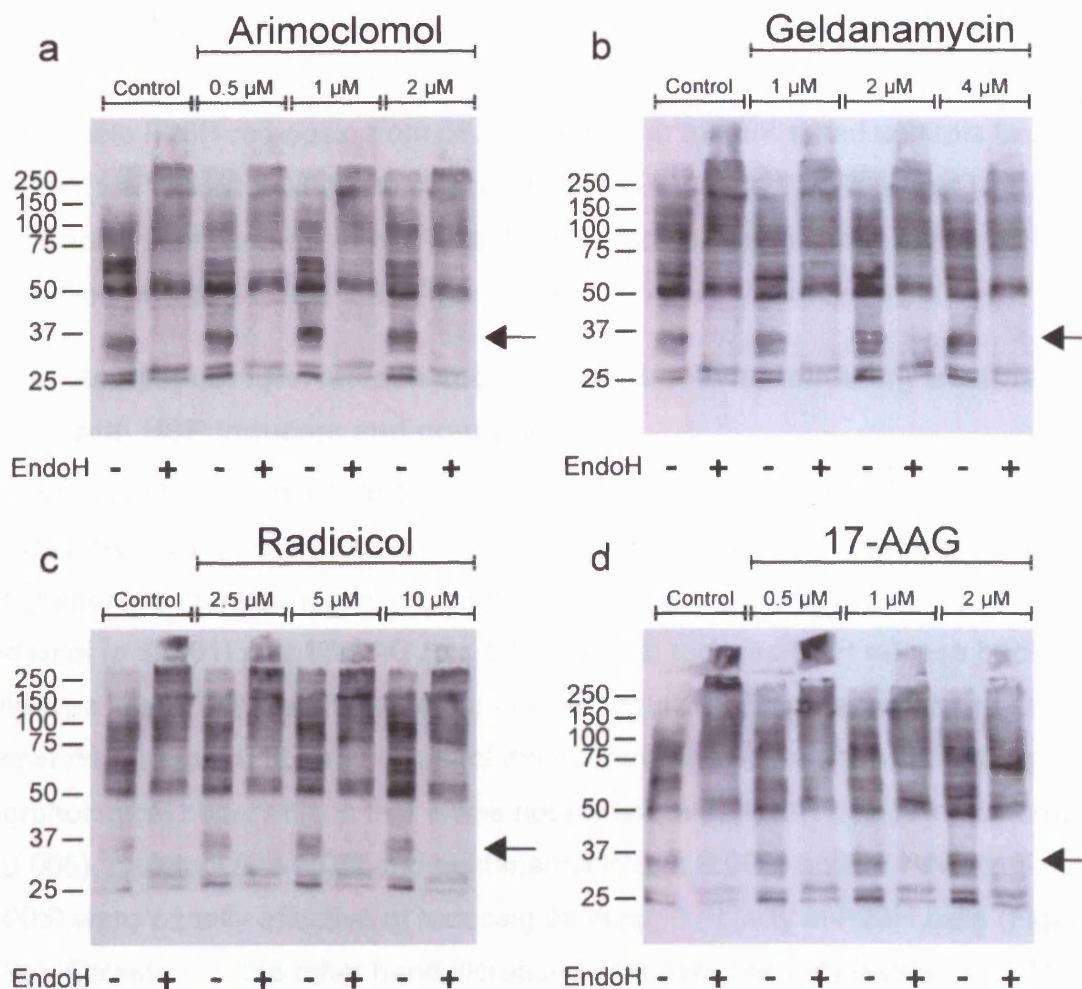 a
Arimoclomol
Control 0.5 µM 1 µM 2 µM
250
150
100
75
50
37
25
EndoH - + - + - + - +
b
Geldanamycin
Control 1 µM 2 µM 4 µM
250
150
100
75
50
37
25
EndoH - + - + - + - +
c
Radicicol
Control 2.5 µM 5 µM 10 µM
250
150
100
75
50
37
25
EndoH - + - + - + - +
d
17-AAG
Control 0.5 µM 1 µM 2 µM
250
150
100
75
50
37
25
EndoH - + - + - + - +